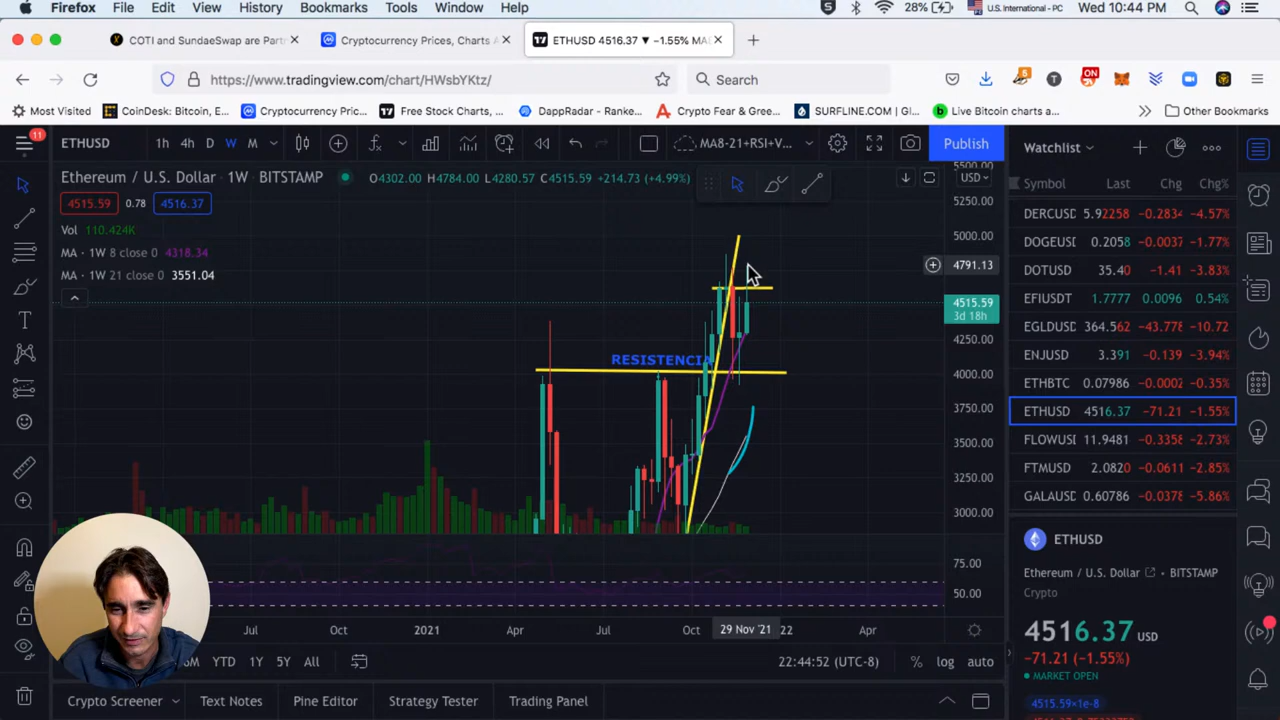 Firefox File Edit View History Bookmarks Tools Window Help 28% U.S. International - PC Wed 10:44 PM
COTI and SundaeSwap are Par
Cryptocurrency Prices, Charts A
ETHUSD 4516.37 ▼ −1.55% MA
https://www.tradingview.com/chart/HWsbYKtz/
Search
Most Visited CoinDesk: Bitcoin, E... Cryptocurrency Pric... Free Stock Charts, ... DappRadar - Ranke... Crypto Fear & Gree... SURFLINE.COM | Gl... Live Bitcoin charts a... Other Bookmarks
11
ETHUSD 1h 4h D W M MA8-21+RSI+V... Publish
Ethereum / U.S. Dollar · 1W · BITSTAMP O4302.00 H4784.00 L4280.57 C4515.59 +214.73 (+4.99%)
4515.59 0.78 4516.37
Vol 110.424K
MA · 1W 8 close 0 4318.34
MA · 1W 21 close 0 3551.04
RESISTENCIA
5500.00
USD
5250.00
5000.00
4791.13
4515.59
3d 18h
4250.00
4000.00
3750.00
3500.00
3250.00
3000.00
75.00
50.00
Jul Oct 2021 Apr Jul Oct 29 Nov '21 22 Apr
6M YTD 1Y 5Y All 22:44:52 (UTC-8) % log auto
Crypto Screener Text Notes Pine Editor Strategy Tester Trading Panel
Watchlist
Symbol Last Chg Chg%
DERCUSD 5.92258 −0.2834 −4.57%
DOGEUSD 0.2058 −0.0037 −1.77%
DOTUSD 35.40 −1.41 −3.83%
EFIUSDT 1.7777 0.0096 0.54%
EGLDUSD 364.562 −43.778 −10.72
ENJUSD 3.391 −0.139 −3.94%
ETHBTC 0.07986 −0.0002 −0.35%
ETHUSD 4516.37 −71.21 −1.55%
FLOWUSD 11.9481 −0.3358 −2.73%
FTMUSD 2.0820 −0.0611 −2.85%
GALAUSD 0.60786 −0.0378 −5.86%
ETHUSD
Ethereum / U.S. Dollar BITSTAMP
Crypto
4516.37 USD
−71.21 (−1.55%)
MARKET OPEN
4515.59×1e-8